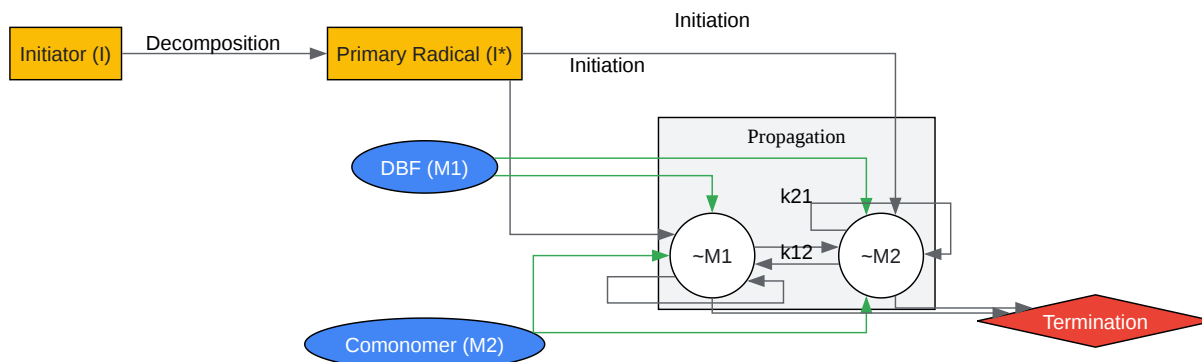 Initiation
Initiator (I)
Decomposition
Primary Radical (I*)
Initiation
Propagation
DBF (M1)
k21
~M1
k12
~M2
Termination
Comonomer (M2)